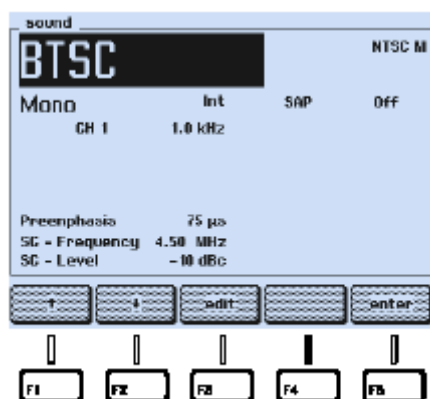 sound
BTSC NTSC M
Mono Int SAP Off
CH 1 1.0 kHz
Preemphasis 75 µs
SC - Frequency 4.50 MHz
SC - Level -10 dBc
↑ ↓ edit enter
F1 F2 F3 F4 F5